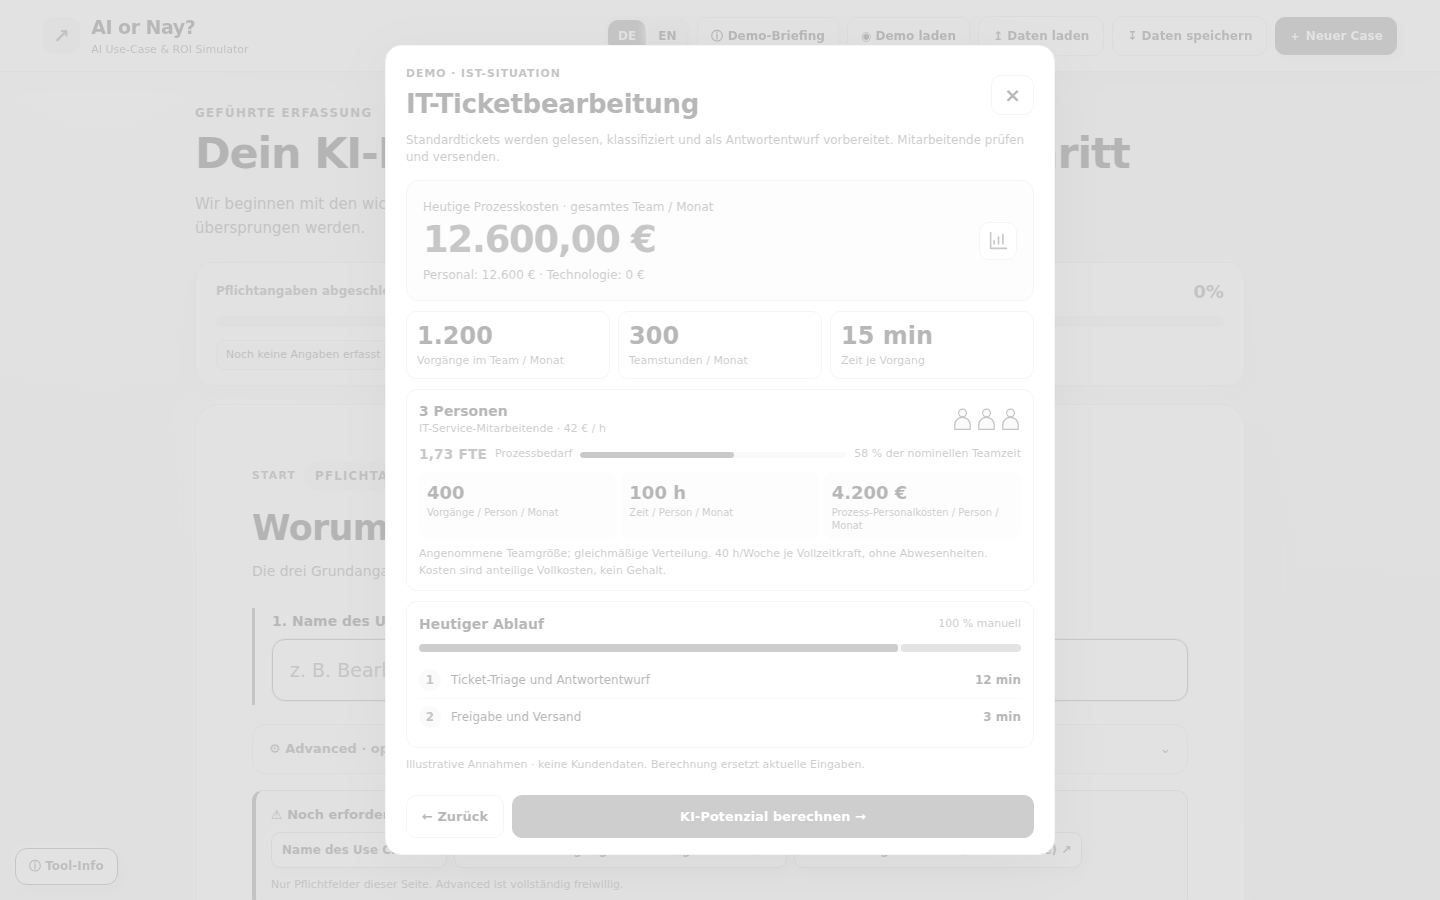 AI or Nay?
AI Use-Case & ROI Simulator
DE EN ⓘ Demo-Briefing ◉ Demo laden ↥ Daten laden ↧ Daten speichern ＋ Neuer Case
GEFÜHRTE ERFASSUNG
Dein KI-
ritt
Wir beginnen mit den
übersprungen werden.
Pflichtangaben
0%
Noch keine Angaben erfasst
START PFLICHTA
Worum
Die drei
1. Name des
z. B.
⚙ Advanced
⚠ Noch
Name des Use
Nur Pflichtfelder dieser Seite. Advanced ist vollständig freiwillig.
ⓘ Tool-Info
DEMO · IST-SITUATION
IT-Ticketbearbeitung
×
Standardtickets werden gelesen, klassifiziert und als Antwortentwurf vorbereitet. Mitarbeitende prüfen
und versenden.
Heutige Prozesskosten · gesamtes Team / Monat
12.600,00 €
Personal: 12.600 € · Technologie: 0 €
1.200
Vorgänge im Team / Monat
300
Teamstunden / Monat
15 min
Zeit je Vorgang
3 Personen
IT-Service-Mitarbeitende · 42 € / h
1,73 FTE Prozessbedarf 58 % der nominellen Teamzeit
400
Vorgänge / Person / Monat
100 h
Zeit / Person / Monat
4.200 €
Prozess-Personalkosten / Person /
Monat
Angenommene Teamgröße; gleichmäßige Verteilung. 40 h/Woche je Vollzeitkraft, ohne Abwesenheiten.
Kosten sind anteilige Vollkosten, kein Gehalt.
Heutiger Ablauf 100 % manuell
1 Ticket-Triage und Antwortentwurf 12 min
2 Freigabe und Versand 3 min
Illustrative Annahmen · keine Kundendaten. Berechnung ersetzt aktuelle Eingaben.
← Zurück KI-Potenzial berechnen →